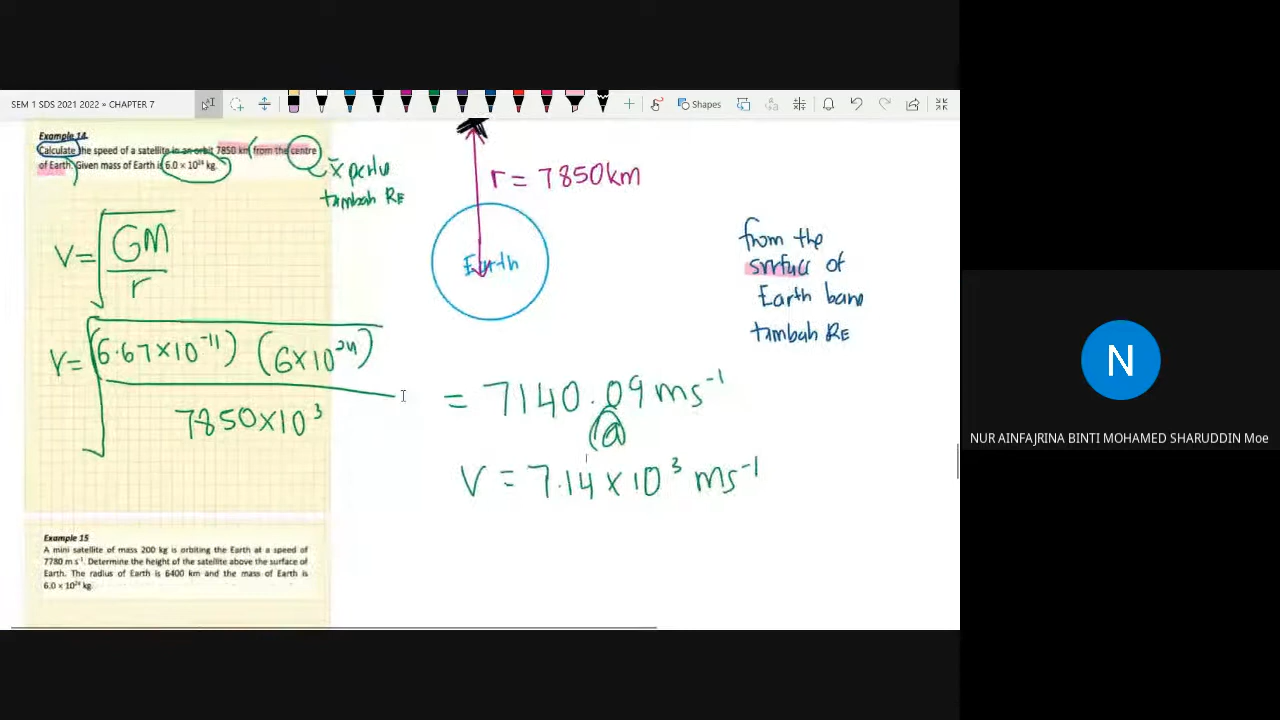 SEM 1 SDS 2021 2022 » CHAPTER 7
Shapes
Example 14
Calculate the speed of a satellite in an orbit 7850 km from the centre
of Earth. Given mass of Earth is 6.0 x 10²⁴ kg.
x̄ perlu
tambah RE
r = 7850km
Earth
from the
surface of
Earth baru
tambah RE
V = √(GM/r)
V = √((6.67×10⁻¹¹) (6×10²⁴)/7850×10³)
= 7140.09 ms⁻¹
V = 7.14 × 10³ ms⁻¹
Example 15
A mini satellite of mass 200 kg is orbiting the Earth at a speed of
7780 m s⁻¹. Determine the height of the satellite above the surface of
Earth. The radius of Earth is 6400 km and the mass of Earth is
6.0 x 10²⁴ kg.
N
NUR AINFAJRINA BINTI MOHAMED SHARUDDIN Moe